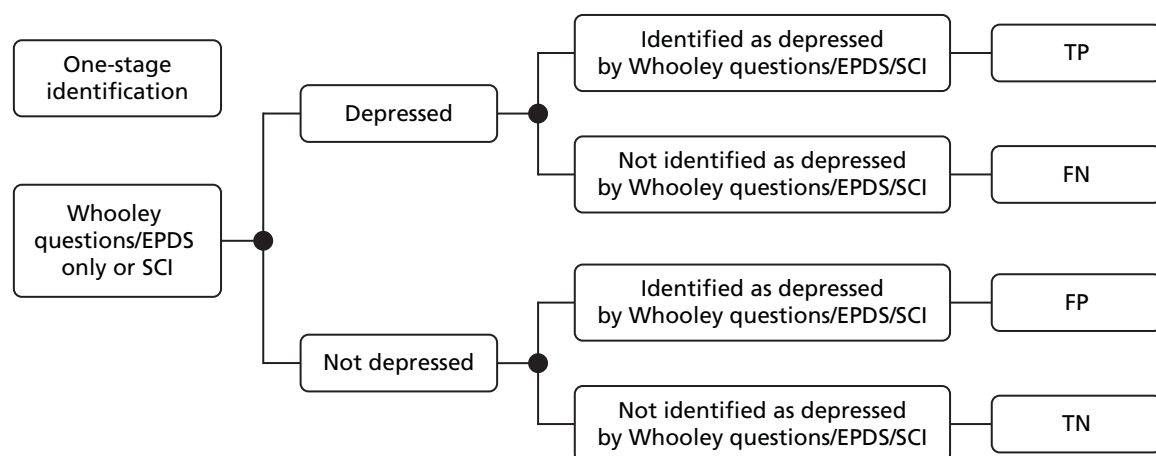 One-stage
identification
Whooley
questions/EPDS
only or SCI
Depressed
Not depressed
Identified as depressed
by Whooley questions/EPDS/SCI
TP
Not identified as depressed
by Whooley questions/EPDS/SCI
FN
Identified as depressed
by Whooley questions/EPDS/SCI
FP
Not identified as depressed
by Whooley questions/EPDS/SCI
TN